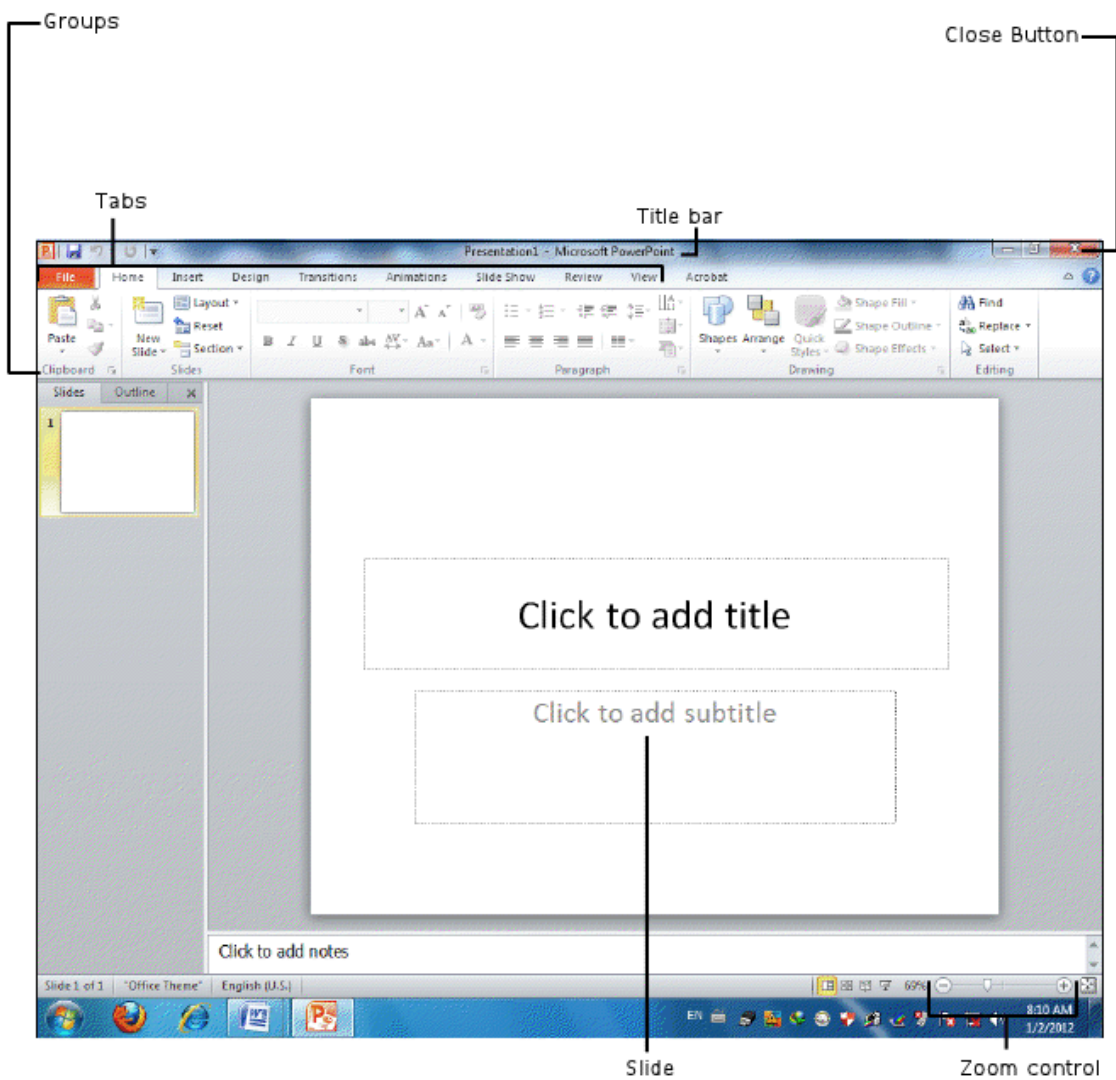 Groups
Close Button
Tabs
Title bar
Presentation1 - Microsoft PowerPoint
File Home Insert Design Transitions Animations Slide Show Review View Acrobat
Layout Shape Fill Find
Reset Shape Outline Replace
Paste New Slide Section Shapes Arrange Quick Styles Shape Effects Select
B I U S abc AV Aa A
Clipboard Slides Font Paragraph Drawing Editing
Slides Outline
1
Click to add title
Click to add subtitle
Click to add notes
Slide 1 of 1 "Office Theme" English (U.S.) 69%
EN 8:10 AM
1/2/2012
Slide Zoom control